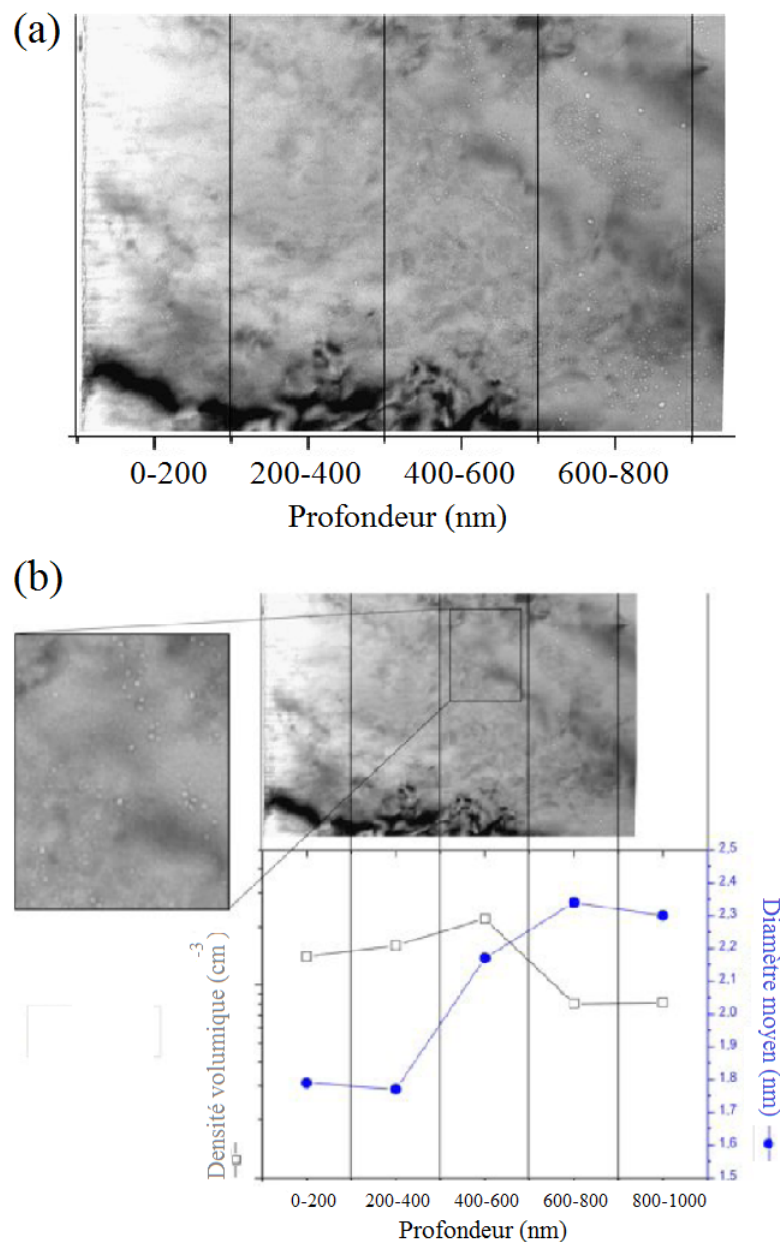 (a)
0-200 200-400 400-600 600-800
Profondeur (nm)
(b)
Densité volumique (cm-3)
2,5
2,4
2,3
2,2
2,1
2,0
1,9
1,8
1,7
1,6
1,5
Diamètre moyen (nm)
0-200 200-400 400-600 600-800 800-1000
Profondeur (nm)